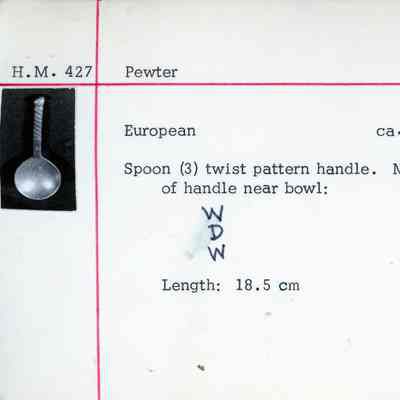 H.M. 427 Pewter
European ca.
Spoon (3) twist pattern handle.
of handle near bowl:
W
D
W
Length: 18.5 cm